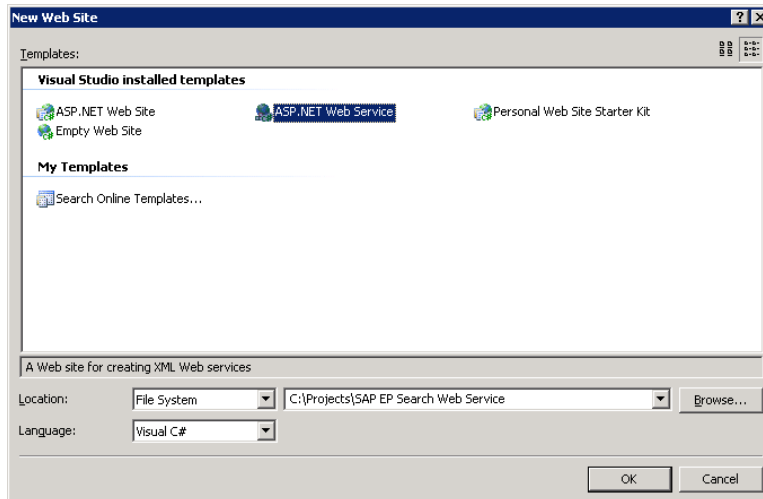 New Web Site
Templates:
Visual Studio installed templates
ASP.NET Web Site ASP.NET Web Service Personal Web Site Starter Kit
Empty Web Site
My Templates
Search Online Templates...
A Web site for creating XML Web services
Location: File System C:\Projects\SAP EP Search Web Service Browse...
Language: Visual C#
OK Cancel